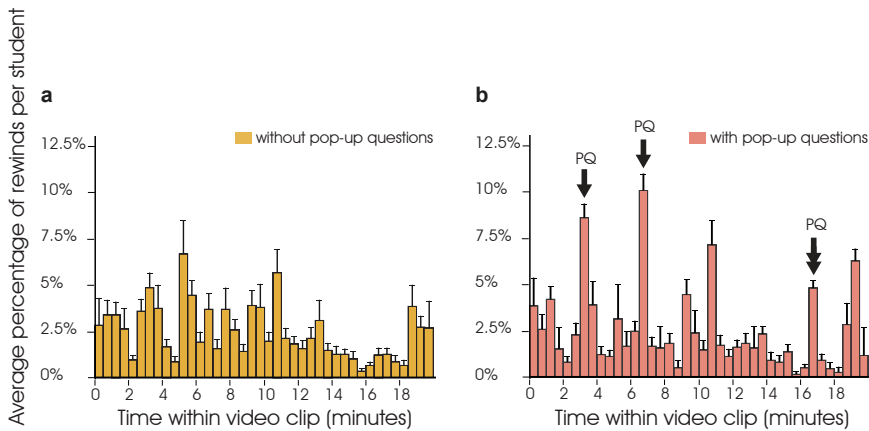 Average percentage of rewinds per student
a
without pop-up questions
12.5%
10%
7.5%
5%
2.5%
0%
0 2 4 6 8 10 12 14 16 18
Time within video clip (minutes)
b
with pop-up questions
PQ
PQ
PQ
12.5%
10%
7.5%
5%
2.5%
0%
0 2 4 6 8 10 12 14 16 18
Time within video clip (minutes)